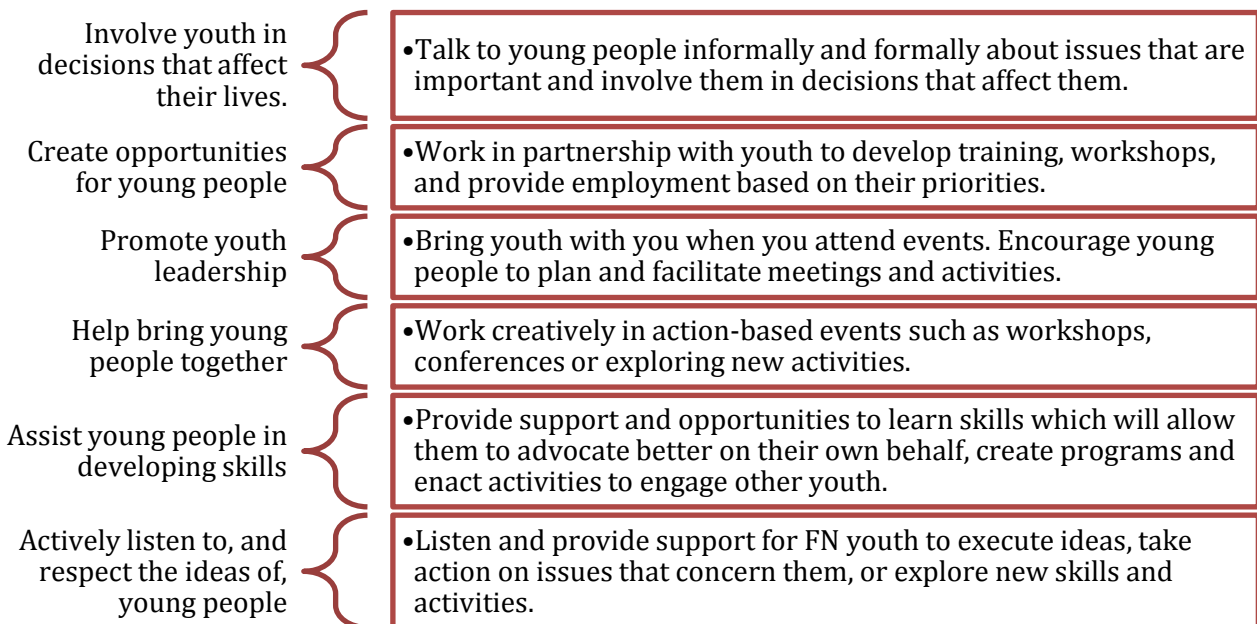 Involve youth in
decisions that affect
their lives.
•Talk to young people informally and formally about issues that are
important and involve them in decisions that affect them.
Create opportunities
for young people
•Work in partnership with youth to develop training, workshops,
and provide employment based on their priorities.
Promote youth
leadership
•Bring youth with you when you attend events. Encourage young
people to plan and facilitate meetings and activities.
Help bring young
people together
•Work creatively in action-based events such as workshops,
conferences or exploring new activities.
Assist young people in
developing skills
•Provide support and opportunities to learn skills which will allow
them to advocate better on their own behalf, create programs and
enact activities to engage other youth.
Actively listen to, and
respect the ideas of,
young people
•Listen and provide support for FN youth to execute ideas, take
action on issues that concern them, or explore new skills and
activities.